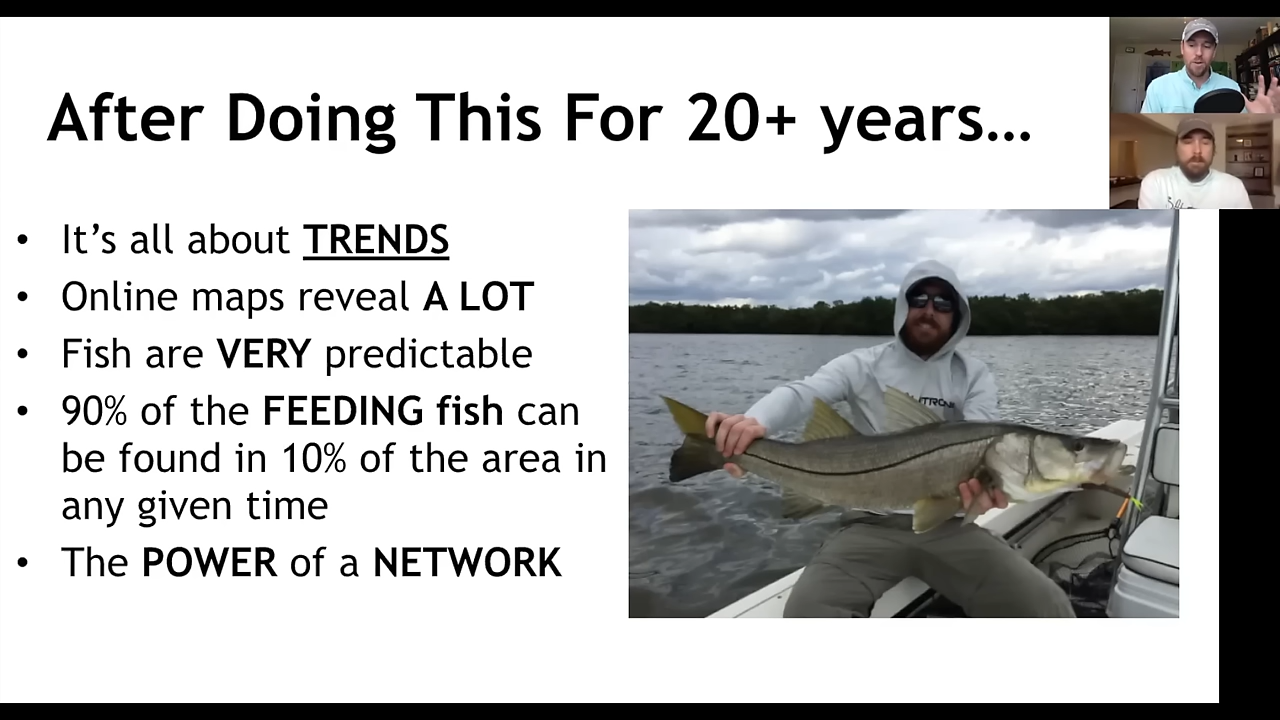 After Doing This For 20+ years...
• It’s all about TRENDS
• Online maps reveal A LOT
• Fish are VERY predictable
• 90% of the FEEDING fish can
be found in 10% of the area in
any given time
• The POWER of a NETWORK